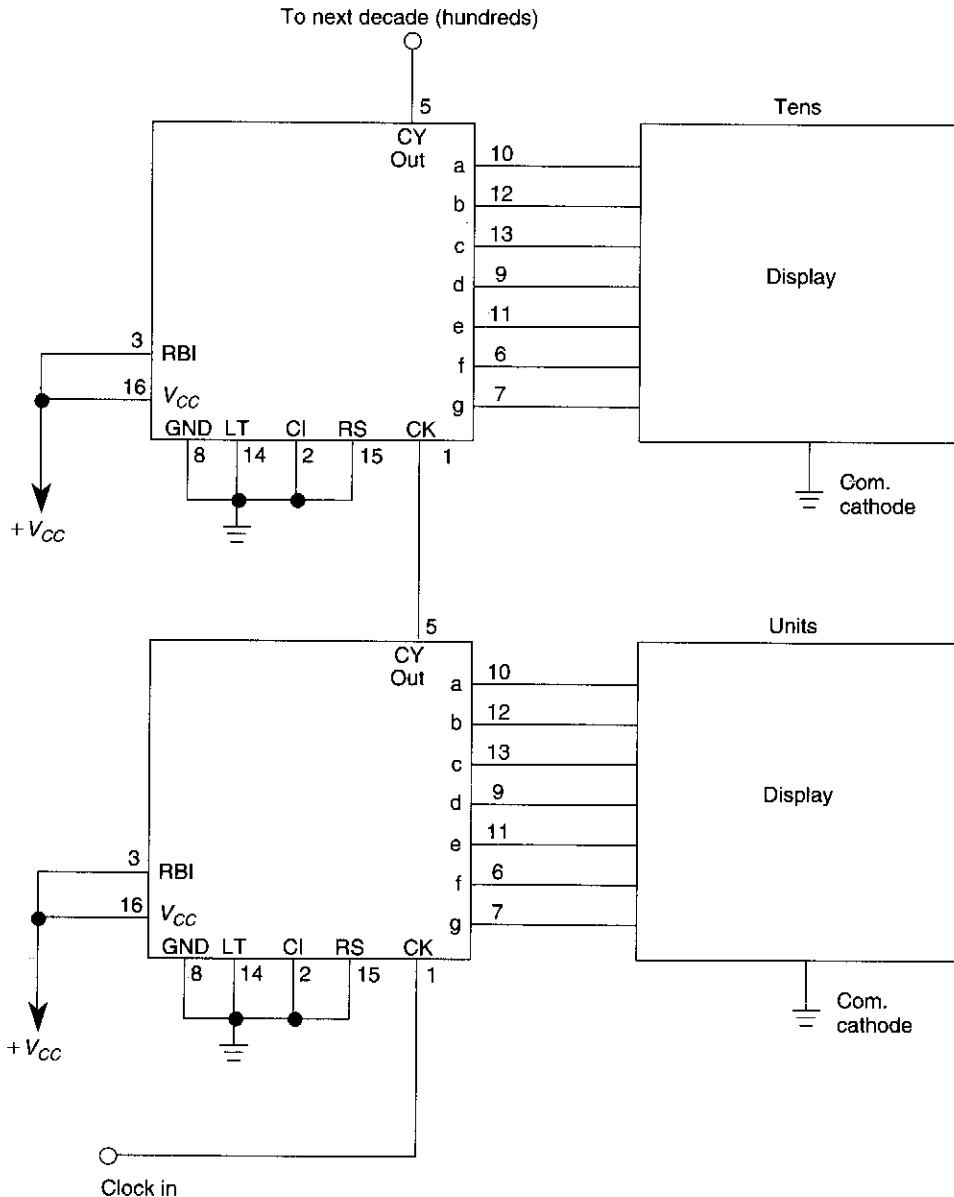 To next decade (hundreds)
5
CY
Out
Tens
a 10
b 12
c 13
d 9
e 11
f 6
g 7
Display
3 RBI
16 VCC
GND LT CI RS CK
8 14 2 15 1
+VCC
Com.
cathode
5
CY
Out
Units
a 10
b 12
c 13
d 9
e 11
f 6
g 7
Display
3 RBI
16 VCC
GND LT CI RS CK
8 14 2 15 1
+VCC
Com.
cathode
Clock in